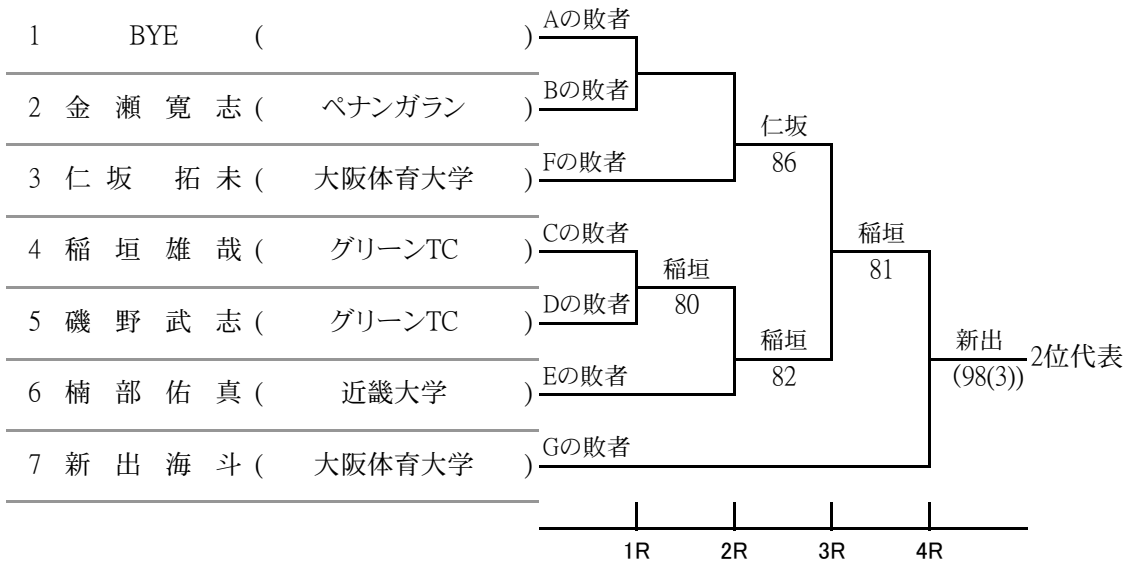 1 BYE ( ) Aの敗者
2 金瀬寛志 ( ペナンガラン ) Bの敗者
仁坂
86
3 仁坂 拓未 ( 大阪体育大学 ) Fの敗者
4 稲垣雄哉 ( グリーンTC ) Cの敗者
稲垣
81
稲垣
80
5 磯野武志 ( グリーンTC ) Dの敗者
稲垣
82
新出
(98(3))
2位代表
6 楠部佑真 ( 近畿大学 ) Eの敗者
7 新出海斗 ( 大阪体育大学 ) Gの敗者
1R 2R 3R 4R